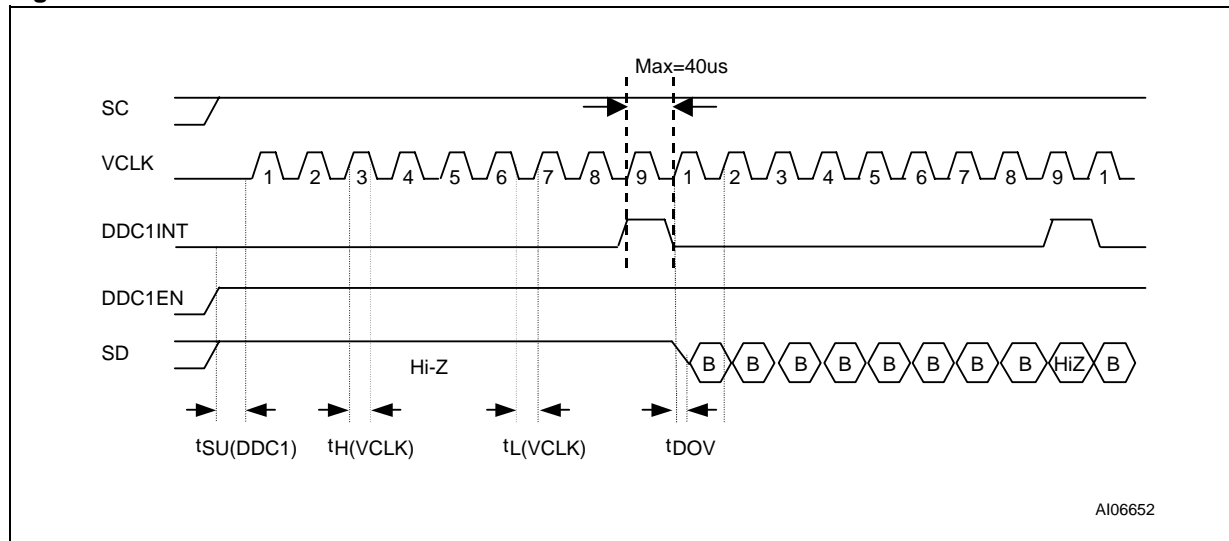 Max=40us
SC
VCLK
1 2 3 4 5 6 7 8 9 1 2 3 4 5 6 7 8 9 1
DDC1INT
DDC1EN
SD
Hi-Z
B B B B B B B B HiZ B
tSU(DDC1) tH(VCLK) tL(VCLK) tDOV
AI06652